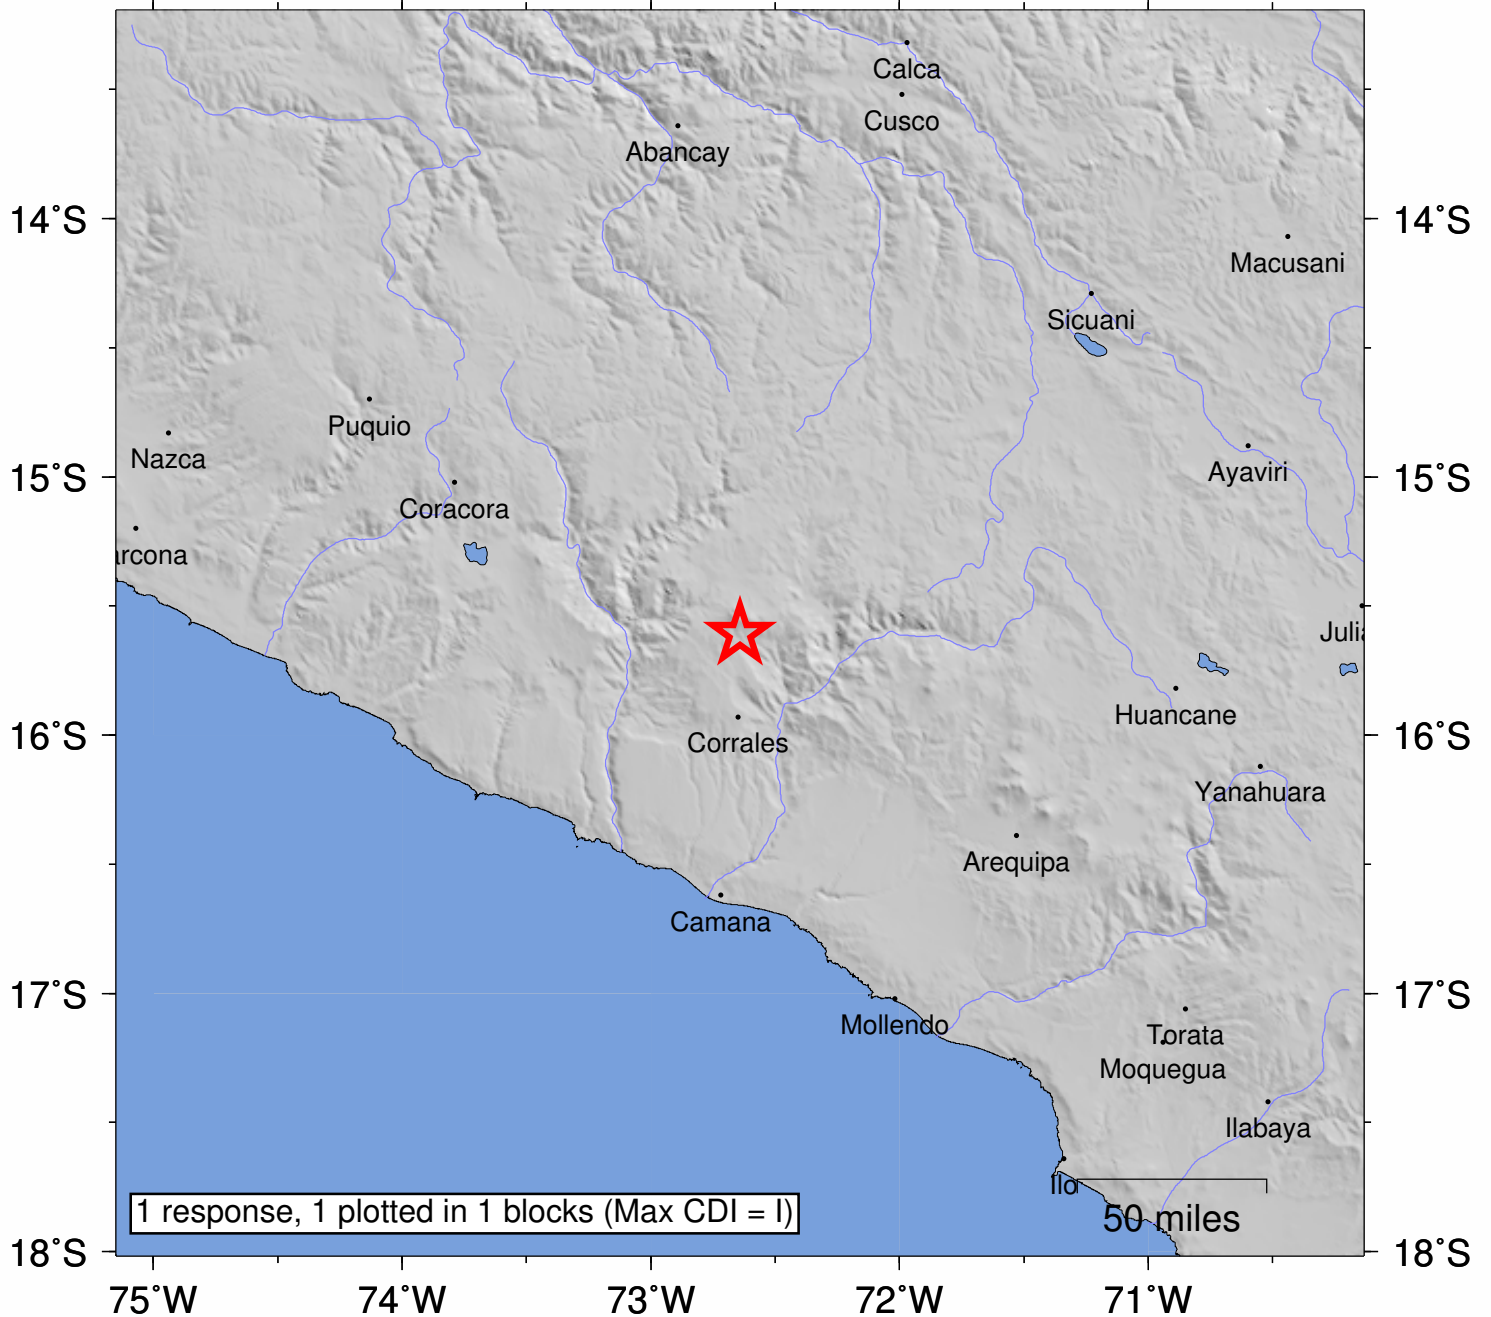 Calca
Cusco
Abancay
14°S
14°S
Macusani
Sicuani
Puquio
Nazca
Ayaviri
15°S
15°S
Coracora
arcona
Julia
Huancane
16°S
Corrales
16°S
Yanahuara
Arequipa
Camana
17°S
17°S
Mollendo
Torata
Moquegua
Ilabaya
Ilo
1 response, 1 plotted in 1 blocks (Max CDI = I)
50 miles
18°S
18°S
75°W
74°W
73°W
72°W
71°W